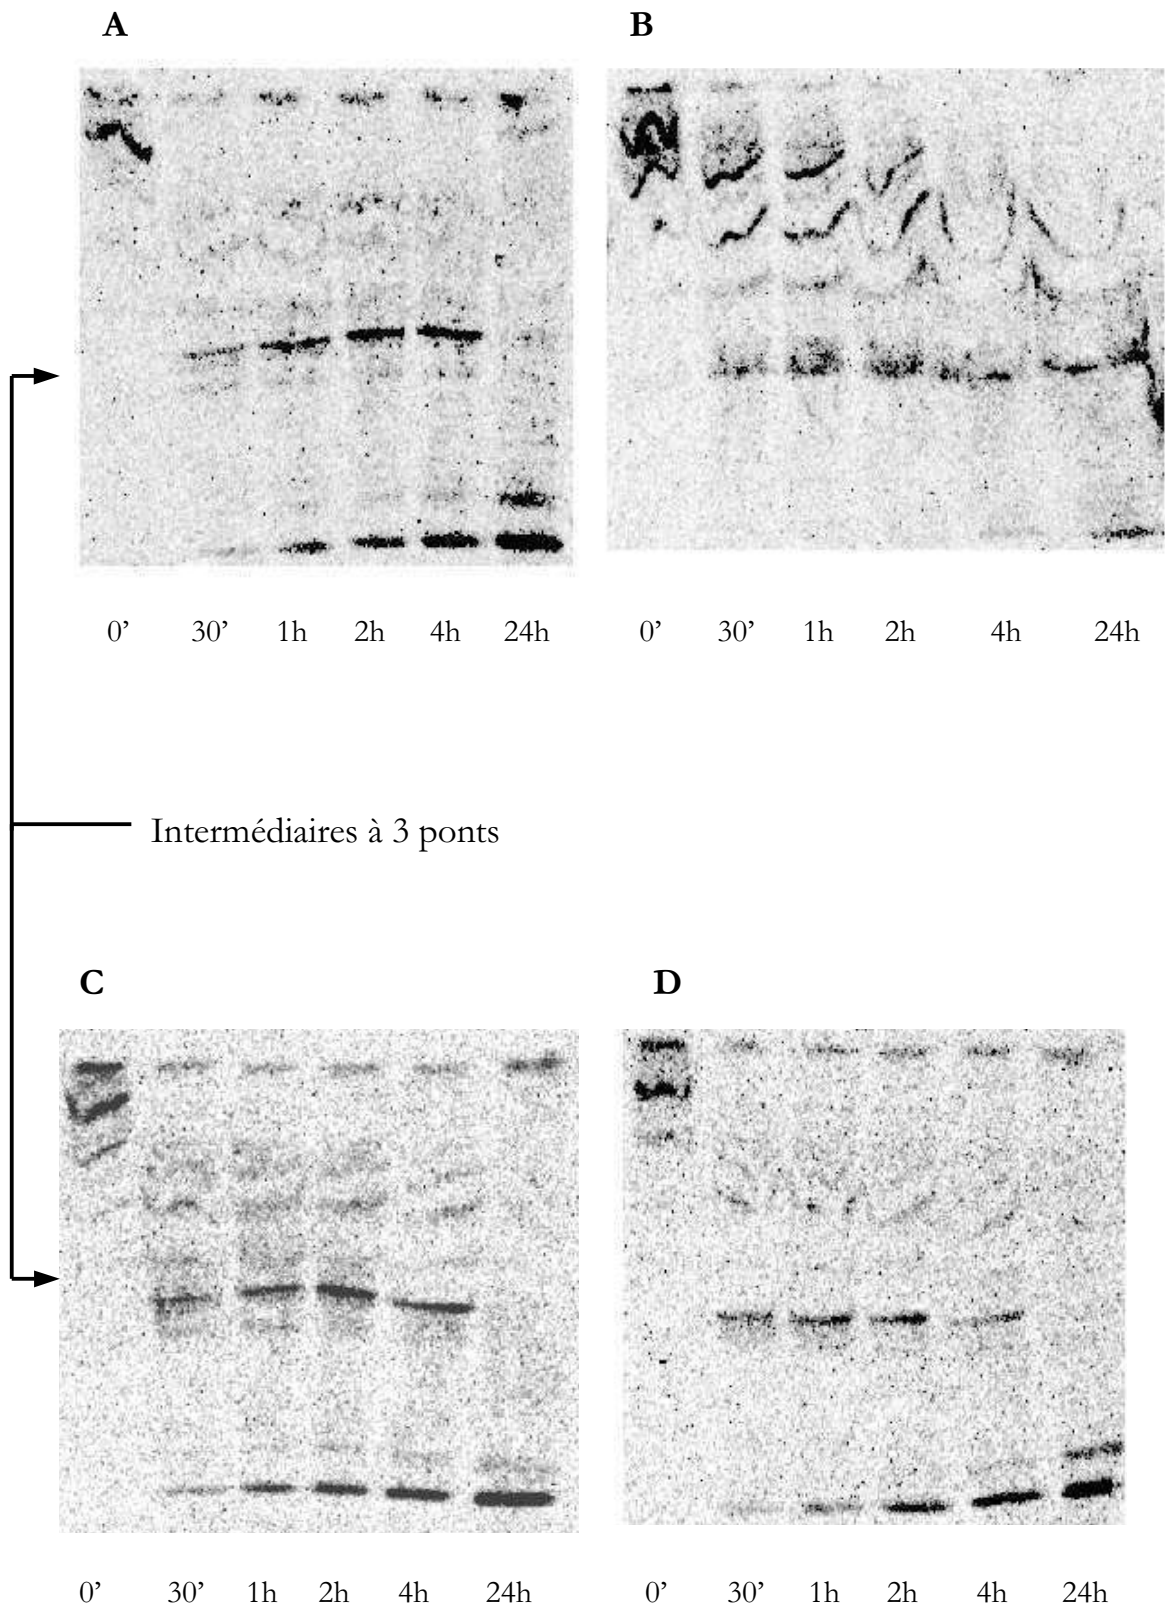 A B
0’ 30’ 1h 2h 4h 24h 0’ 30’ 1h 2h 4h 24h
Intermédiaires à 3 ponts
C D
0’ 30’ 1h 2h 4h 24h 0’ 30’ 1h 2h 4h 24h